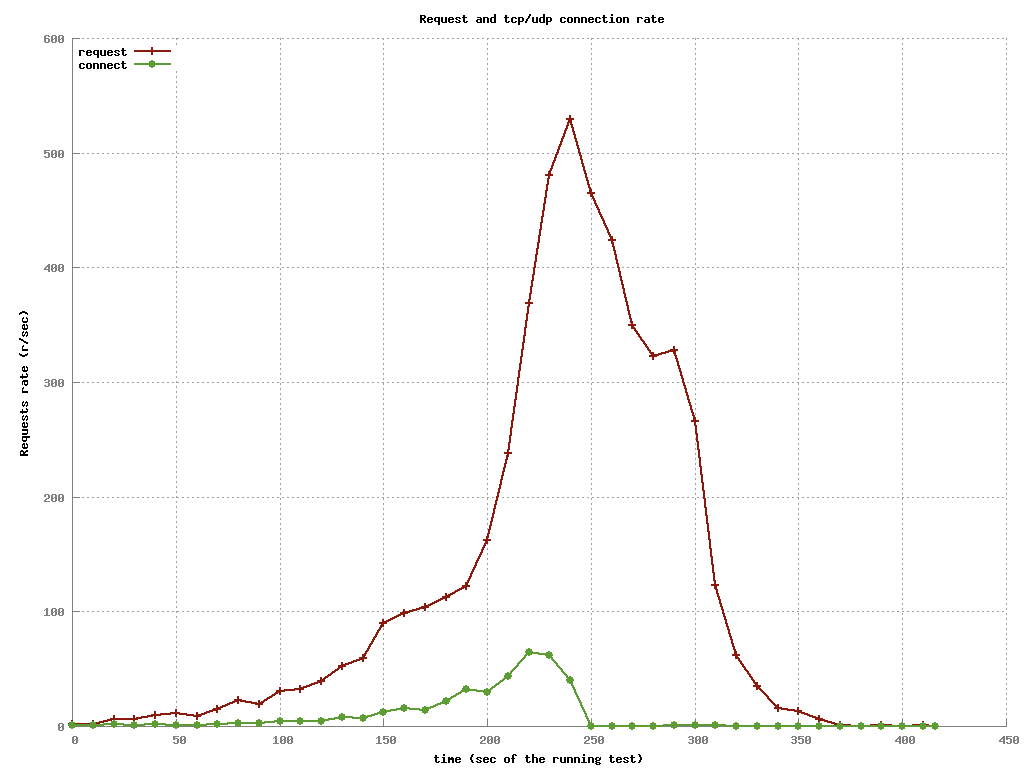 Request and tcp/udp connection rate
600
request
connect
500
400
Requests rate (r/sec)
300
200
100
0
0 50 100 150 200 250 300 350 400 450
time (sec of the running test)